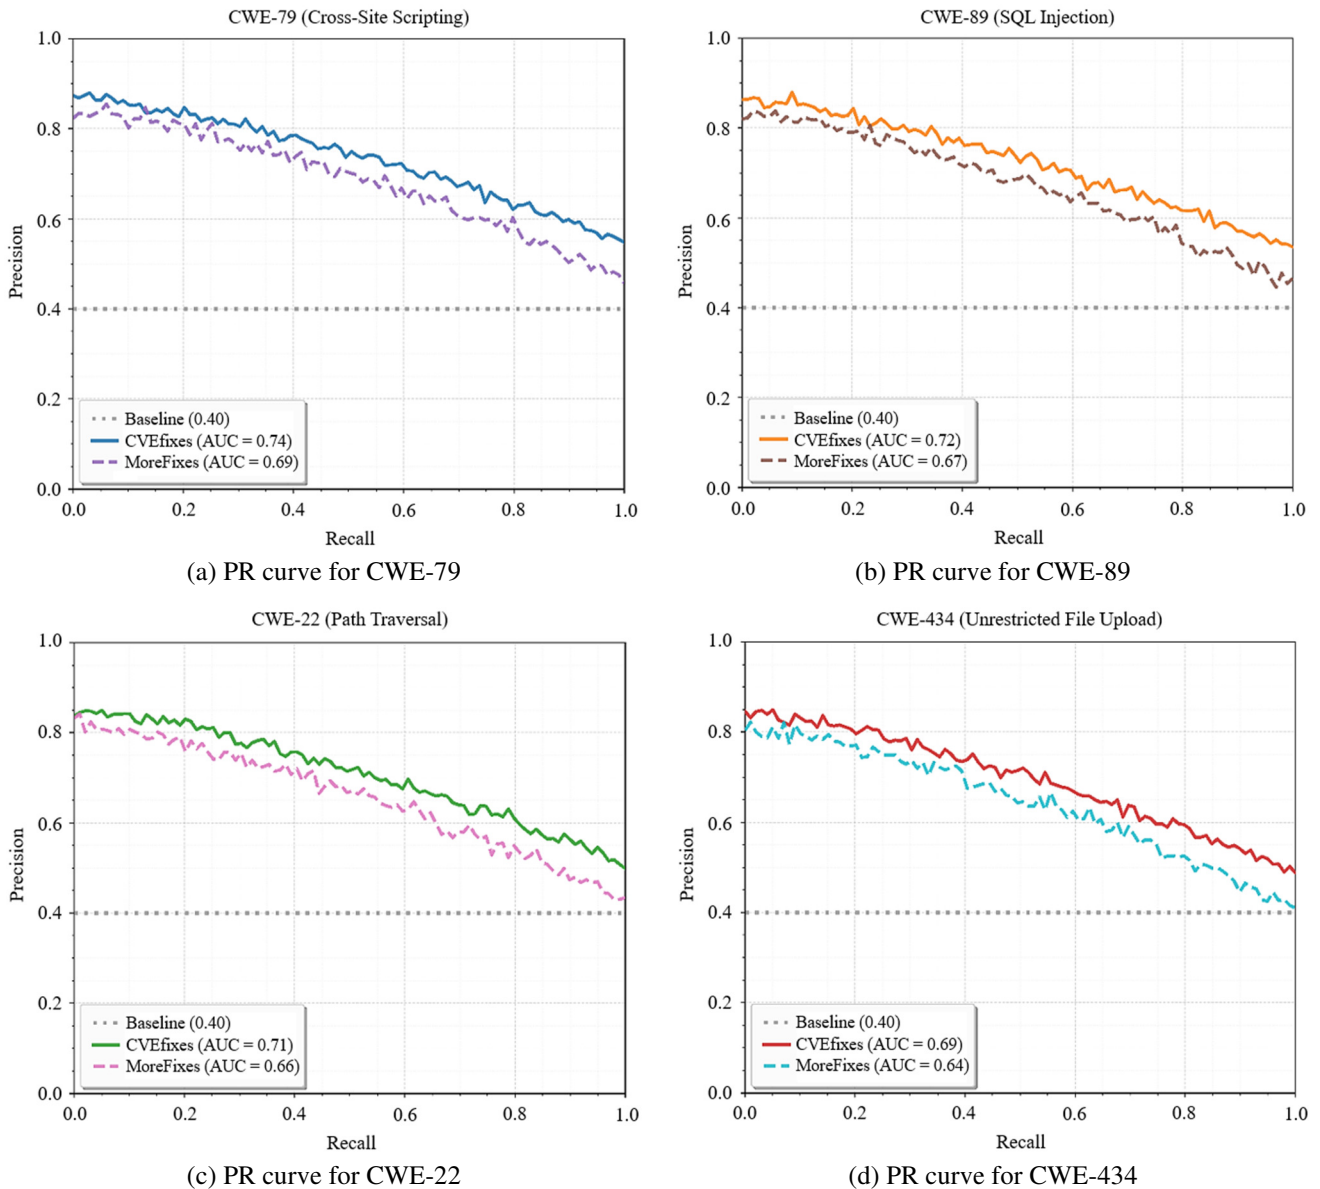 CWE-79 (Cross-Site Scripting)
1.0
0.8
0.6
0.4
0.2
0.0
Precision
Baseline (0.40)
CVEfixes (AUC = 0.74)
MoreFixes (AUC = 0.69)
0.0 0.2 0.4 0.6 0.8 1.0
Recall
(a) PR curve for CWE-79
CWE-89 (SQL Injection)
1.0
0.8
0.6
0.4
0.2
0.0
Precision
Baseline (0.40)
CVEfixes (AUC = 0.72)
MoreFixes (AUC = 0.67)
0.0 0.2 0.4 0.6 0.8 1.0
Recall
(b) PR curve for CWE-89
CWE-22 (Path Traversal)
1.0
0.8
0.6
0.4
0.2
0.0
Precision
Baseline (0.40)
CVEfixes (AUC = 0.71)
MoreFixes (AUC = 0.66)
0.0 0.2 0.4 0.6 0.8 1.0
Recall
(c) PR curve for CWE-22
CWE-434 (Unrestricted File Upload)
1.0
0.8
0.6
0.4
0.2
0.0
Precision
Baseline (0.40)
CVEfixes (AUC = 0.69)
MoreFixes (AUC = 0.64)
0.0 0.2 0.4 0.6 0.8 1.0
Recall
(d) PR curve for CWE-434